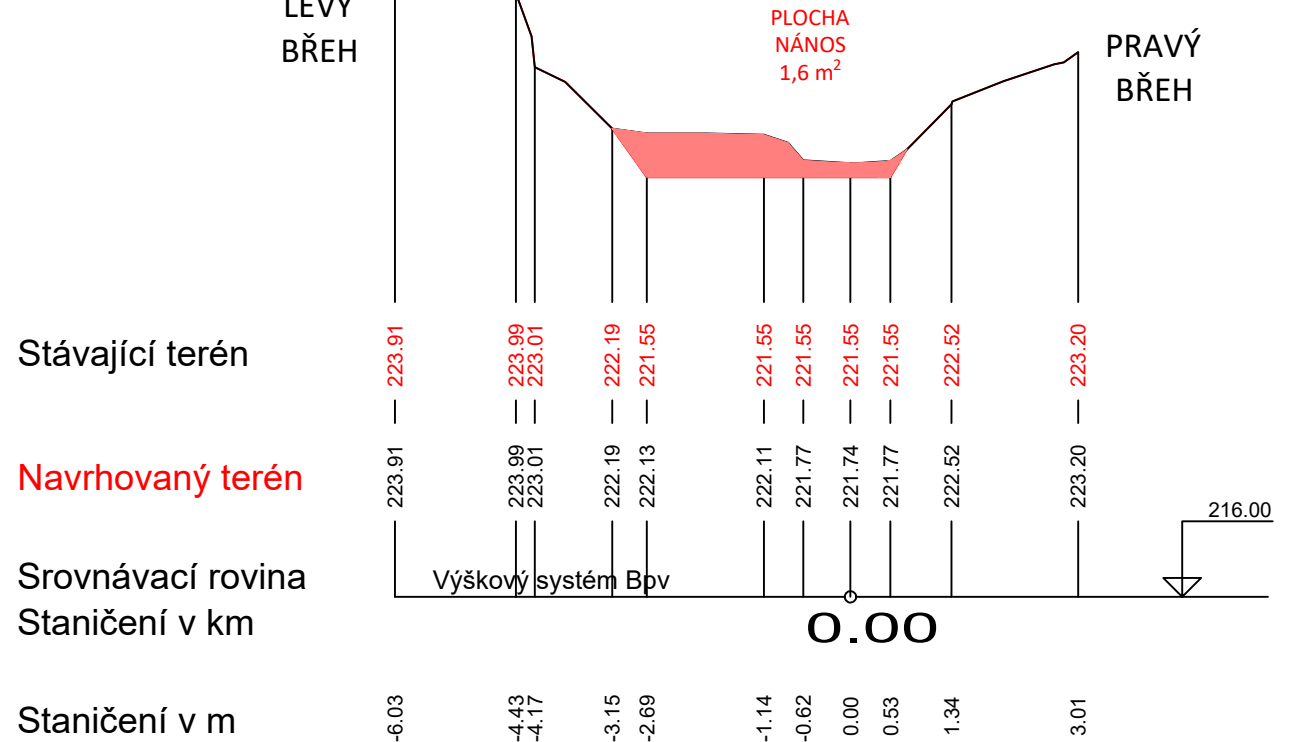 LEVÝ
BŘEH
PLOCHA
NÁNOS
1,6 m²
PRAVÝ
BŘEH
Stávající terén
223.91 223.99 223.01 222.19 221.55 221.55 221.55 221.55 221.55 222.52 223.20
Navrhovaný terén
223.91 223.99 223.01 222.19 222.13 222.11 221.77 221.74 221.77 222.52 223.20
216.00
Srovnávací rovina
Výškový systém Bpv
Staničení v km
0.00
Staničení v m
-6.03 -4.43 -4.17 -3.15 -2.69 -1.14 -0.62 0.00 0.53 1.34 3.01